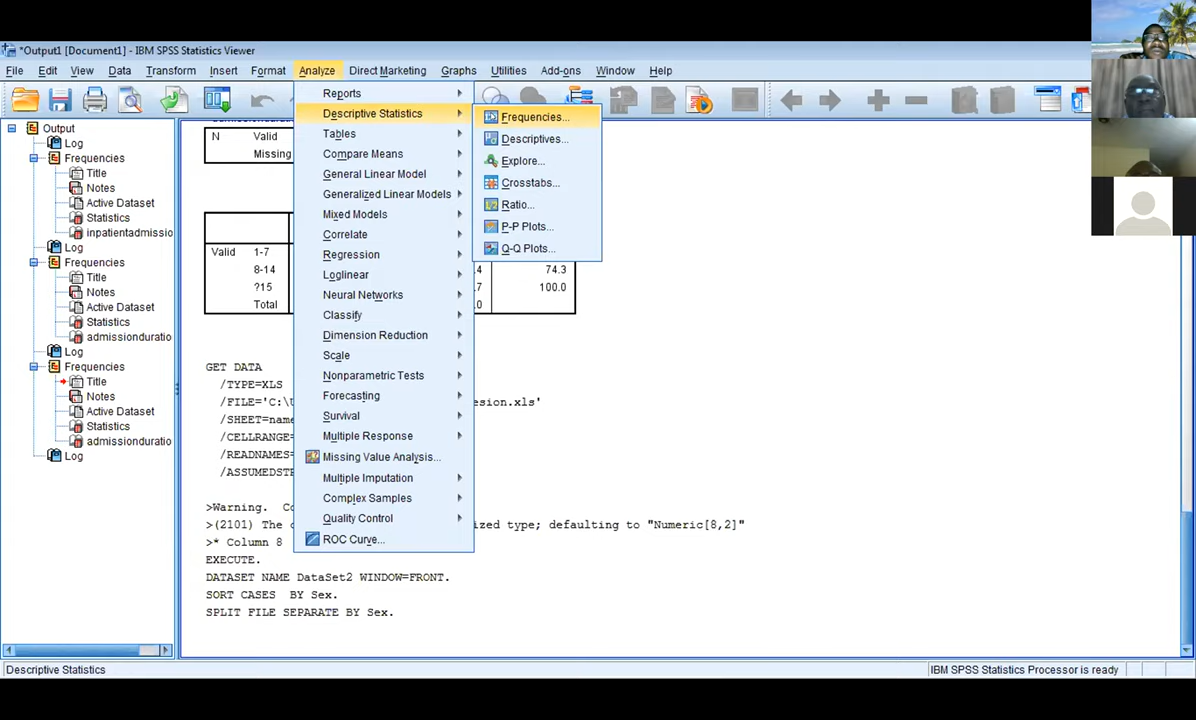 *Output1 [Document1] - IBM SPSS Statistics Viewer
File Edit View Data Transform Insert Format Analyze Direct Marketing Graphs Utilities Add-ons Window Help
Output
Log
Frequencies
Title
Notes
Active Dataset
Statistics
inpatientadmissio
Log
Frequencies
Title
Notes
Active Dataset
Statistics
admissionduratio
Log
Frequencies
Title
Notes
Active Dataset
Statistics
admissionduratio
Log
Reports
Descriptive Statistics
Tables
Compare Means
General Linear Model
Generalized Linear Models
Mixed Models
Correlate
Regression
Loglinear
Neural Networks
Classify
Dimension Reduction
Scale
Nonparametric Tests
Forecasting
Survival
Multiple Response
Missing Value Analysis...
Multiple Imputation
Complex Samples
Quality Control
ROC Curve...
Frequencies...
Descriptives...
Explore...
Crosstabs...
Ratio...
P-P Plots...
Q-Q Plots...
N Valid
Missing
Valid 1-7
8-14 .4 74.3
?15 .7 100.0
Total .0
GET DATA
/TYPE=XLS
/FILE='C:\ esion.xls'
/SHEET=name
/CELLRANGE=
/READNAMES=
/ASSUMEDSTR
>Warning. Co
>(2101) The c ized type; defaulting to "Numeric[8,2]"
>* Column 8
EXECUTE.
DATASET NAME DataSet2 WINDOW=FRONT.
SORT CASES BY Sex.
SPLIT FILE SEPARATE BY Sex.
Descriptive Statistics
IBM SPSS Statistics Processor is ready